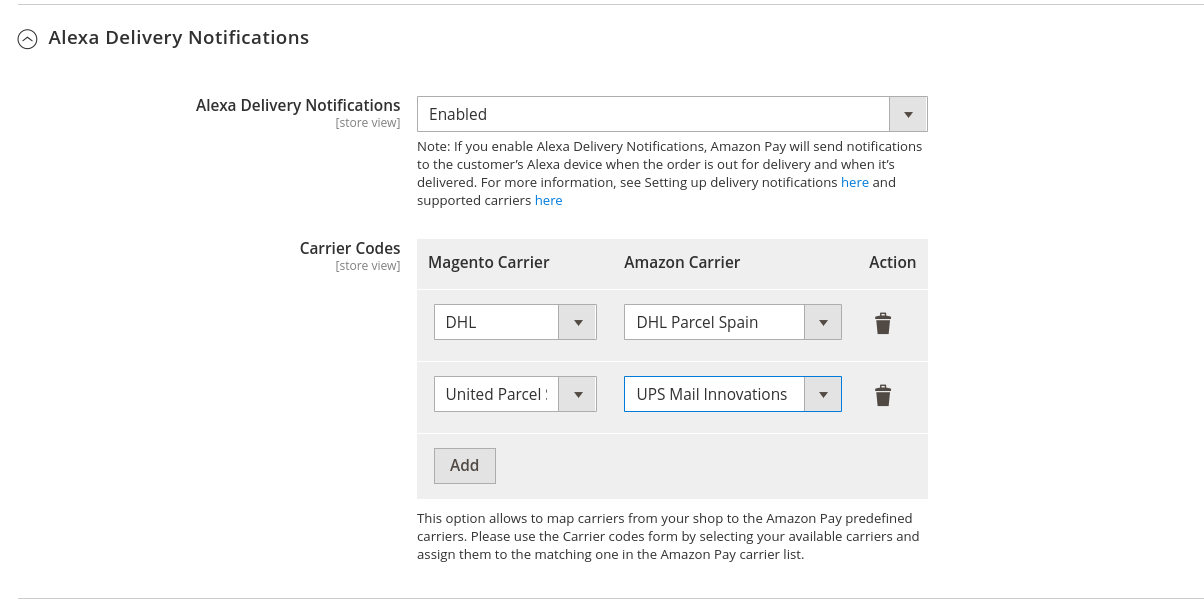 Alexa Delivery Notifications
Alexa Delivery Notifications
[store view]
Enabled
Note: If you enable Alexa Delivery Notifications, Amazon Pay will send notifications
to the customer's Alexa device when the order is out for delivery and when it's
delivered. For more information, see Setting up delivery notifications here and
supported carriers here
Carrier Codes
[store view]
Magento Carrier Amazon Carrier Action
DHL DHL Parcel Spain
United Parcel UPS Mail Innovations
Add
This option allows to map carriers from your shop to the Amazon Pay predefined
carriers. Please use the Carrier codes form by selecting your available carriers and
assign them to the matching one in the Amazon Pay carrier list.